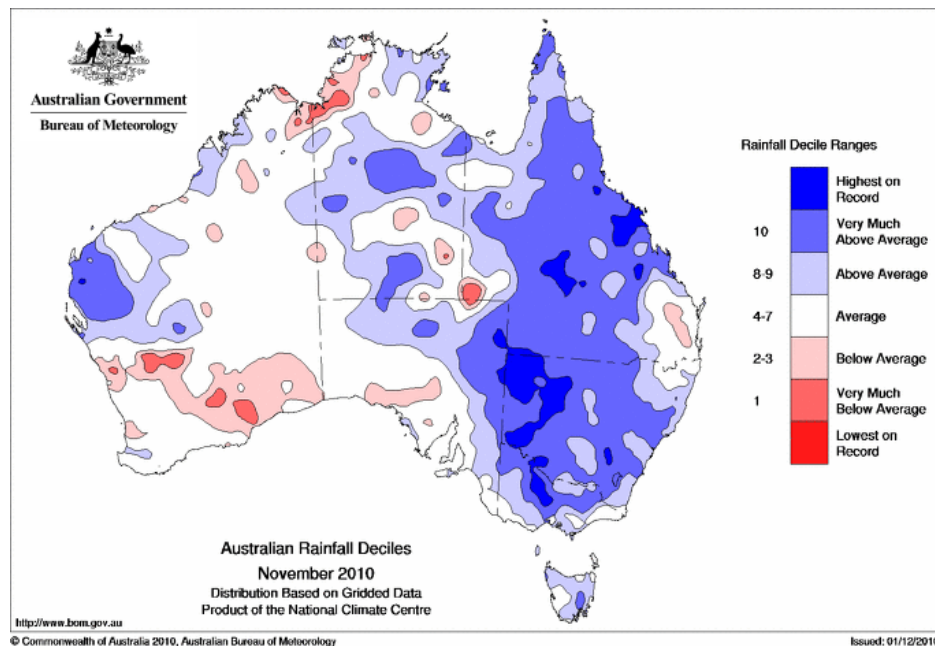 Australian Government
Bureau of Meteorology
Rainfall Decile Ranges
Highest on
Record
10
Very Much
Above Average
8-9
Above Average
4-7
Average
2-3
Below Average
1
Very Much
Below Average
Lowest on
Record
Australian Rainfall Deciles
November 2010
Distribution Based on Gridded Data
Product of the National Climate Centre
http://www.bom.gov.au
© Commonwealth of Australia 2010, Australian Bureau of Meteorology
Issued: 01/12/2010